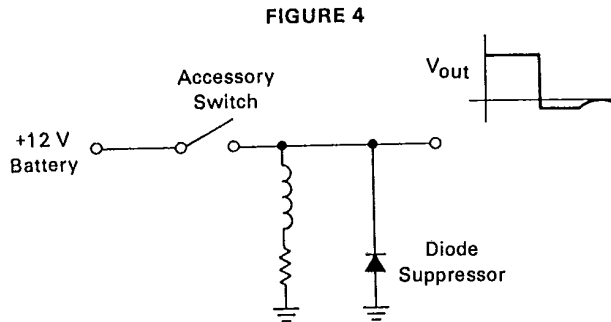 FIGURE 4
Accessory
Switch
Vout
+12 V
Battery
Diode
Suppressor